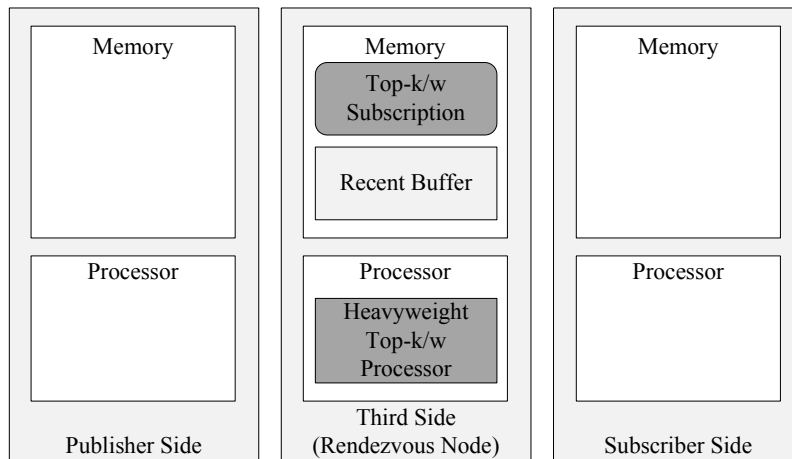 Memory
Processor
Publisher Side
Memory
Top-k/w
Subscription
Recent Buffer
Processor
Heavyweight
Top-k/w
Processor
Third Side
(Rendezvous Node)
Memory
Processor
Subscriber Side